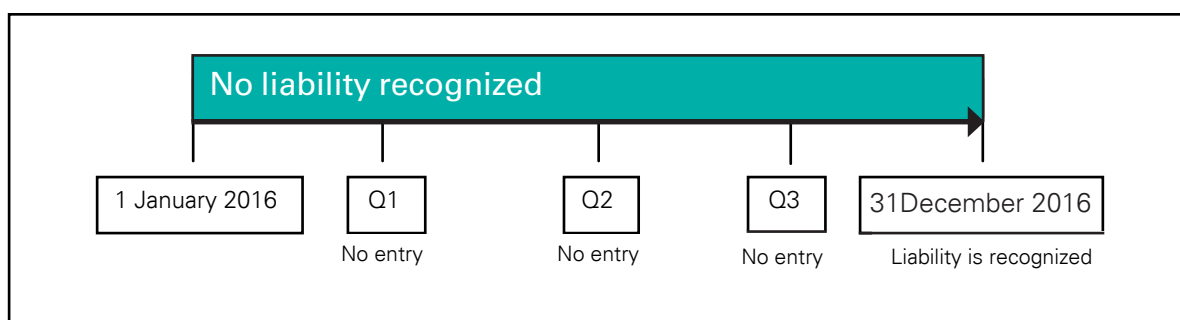 No liability recognized
1 January 2016
Q1
Q2
Q3
31December 2016
No entry
No entry
No entry
Liability is recognized